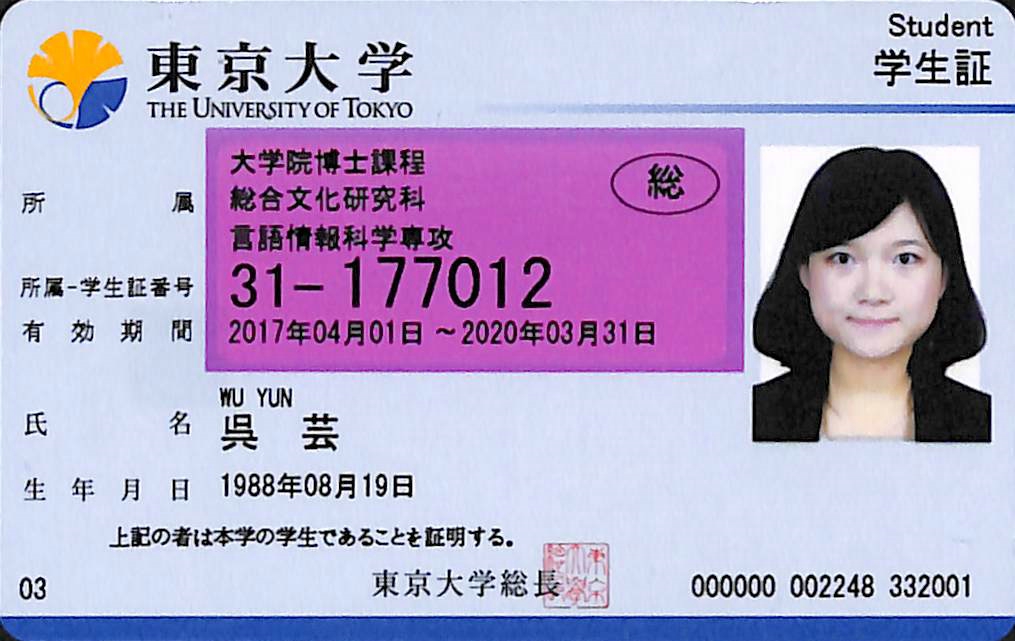 東京大学
THE UNIVERSITY OF TOKYO
Student
学生証
所属
大学院博士課程
総合文化研究科
総
言語情報科学専攻
所属-学生証番号 31-177012
有効期間 2017年04月01日 ～2020年03月31日
WU YUN
氏名 呉 芸
生年月日 1988年08月19日
上記の者は本学の学生であることを証明する。
03
東京大学総長
000000 002248 332001